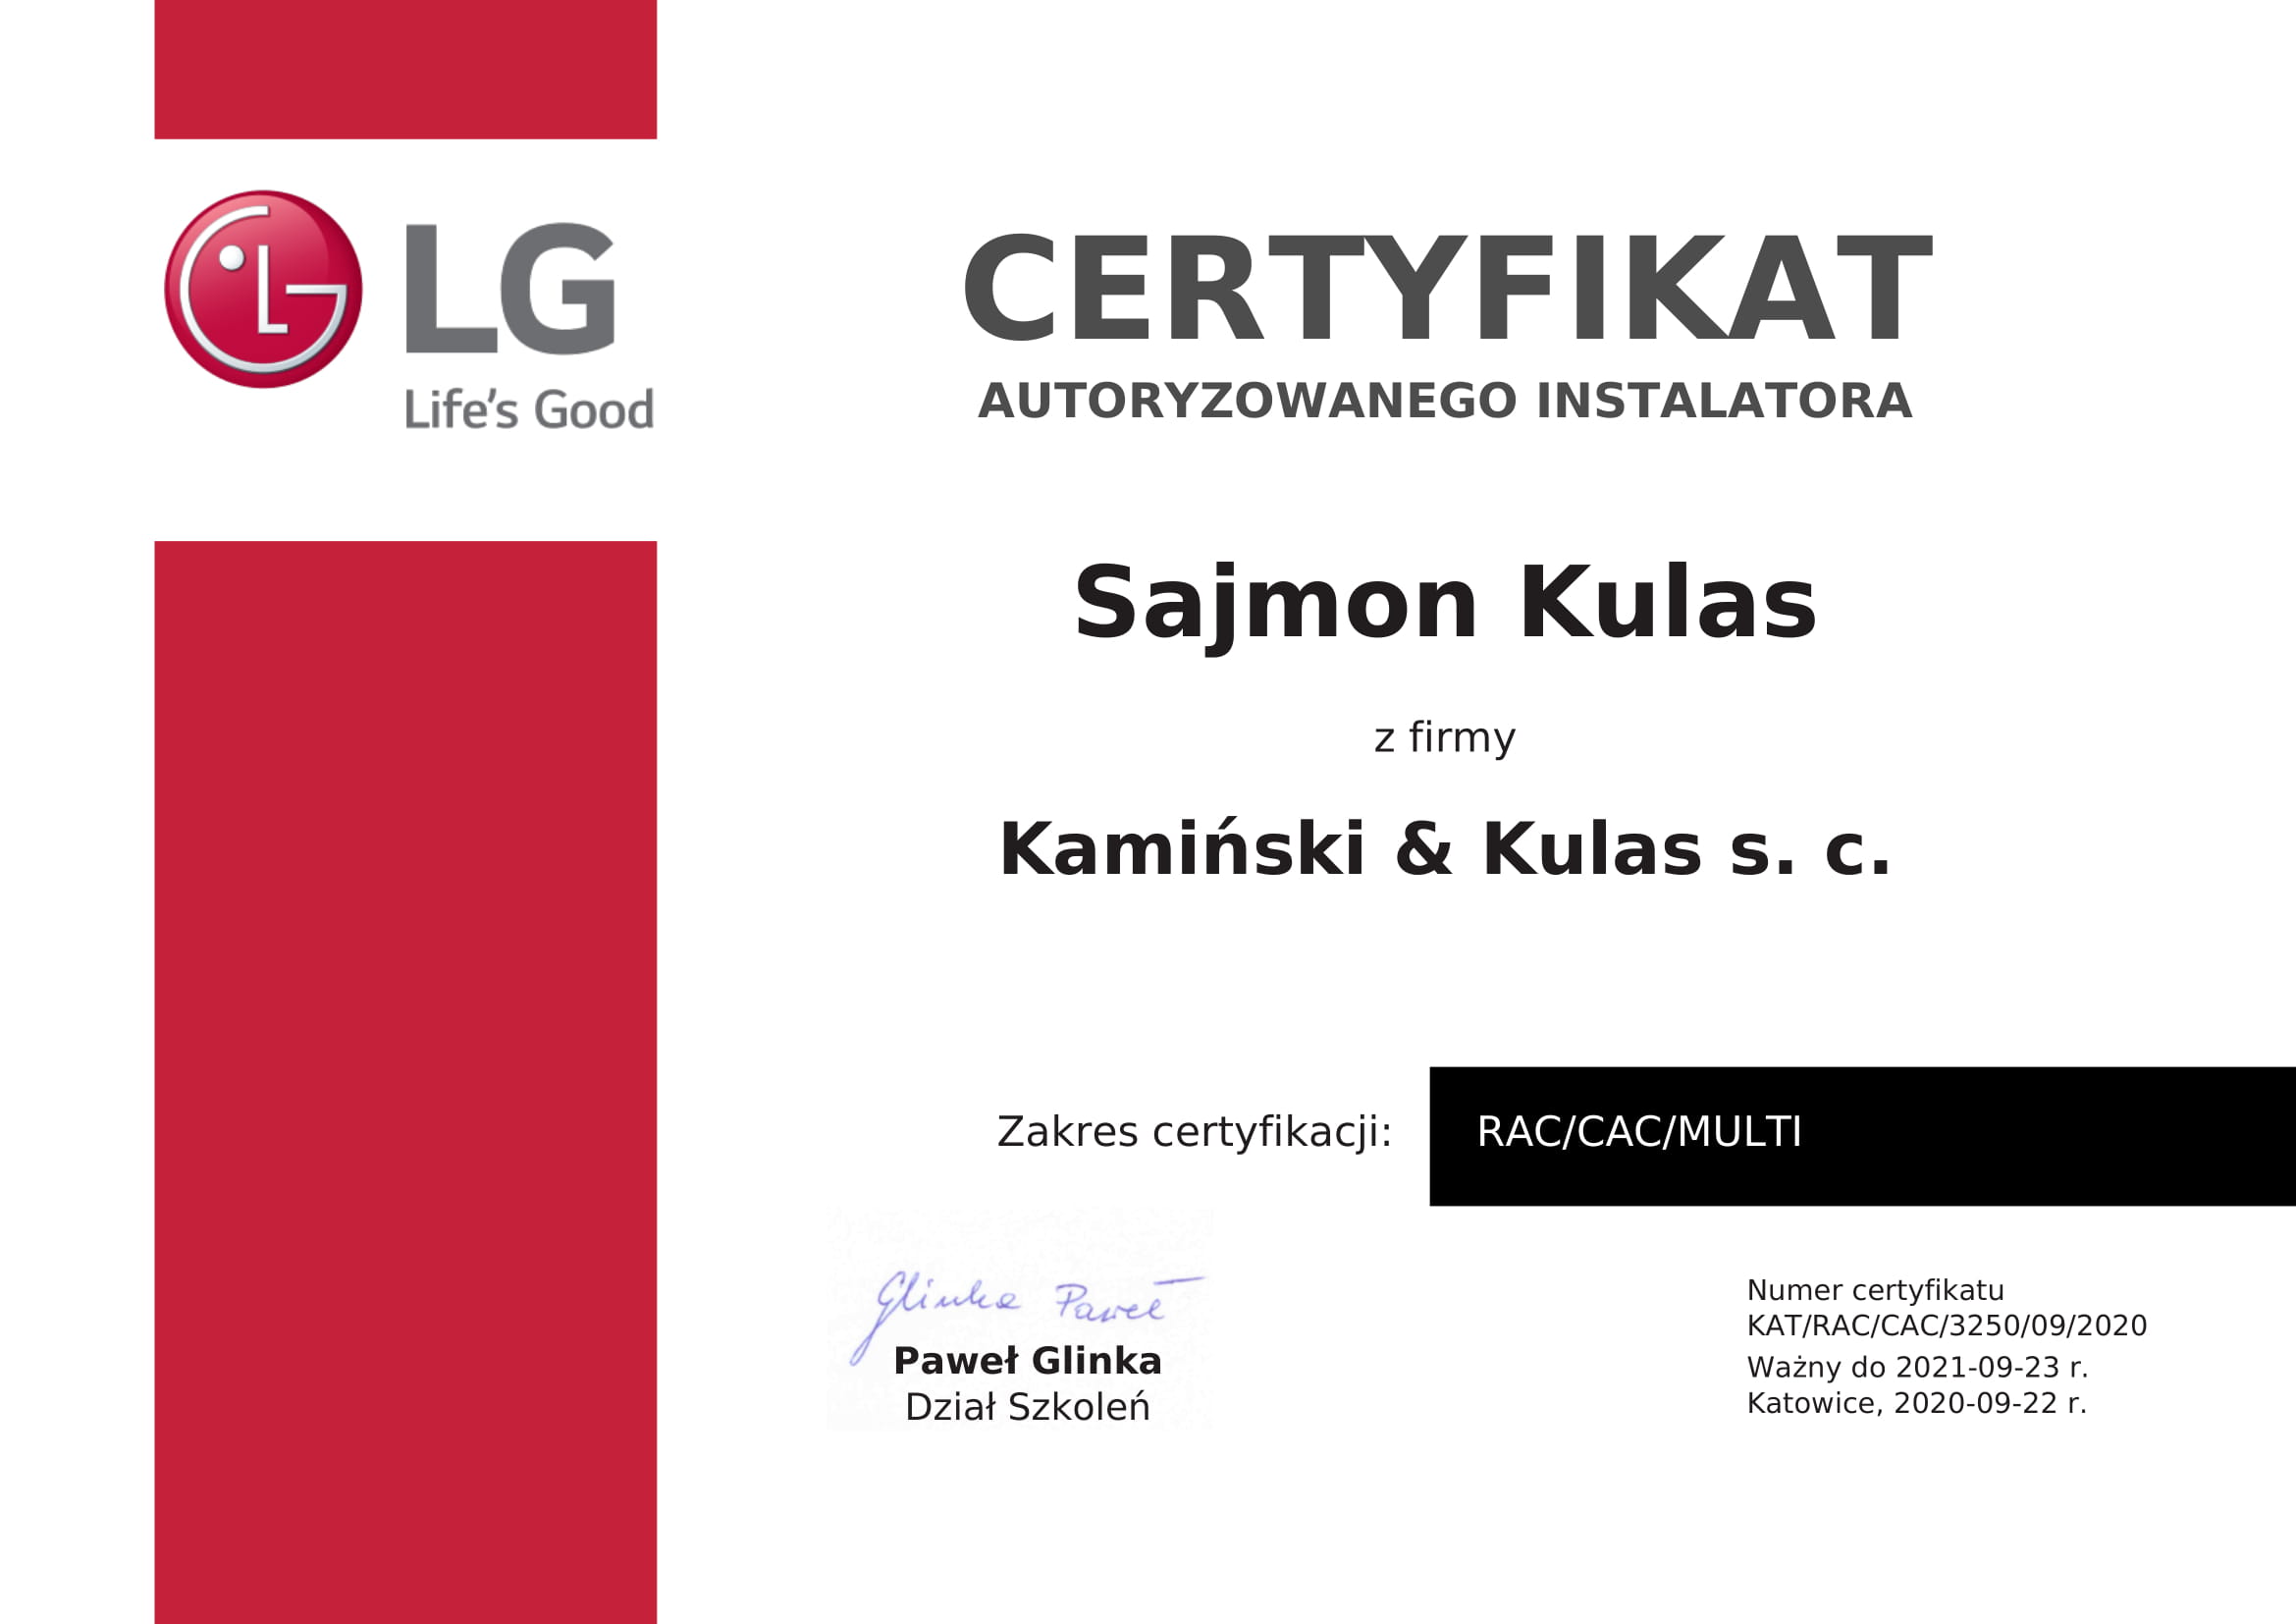 LG
Life's Good
CERTYFIKAT
AUTORYZOWANEGO INSTALATORA
Sajmon Kulas
z firmy
Kamiński & Kulas s. c.
Zakres certyfikacji: RAC/CAC/MULTI
Glinka Paweł
Paweł Glinka
Dział Szkoleń
Numer certyfikatu
KAT/RAC/CAC/3250/09/2020
Ważny do 2021-09-23 r.
Katowice, 2020-09-22 r.